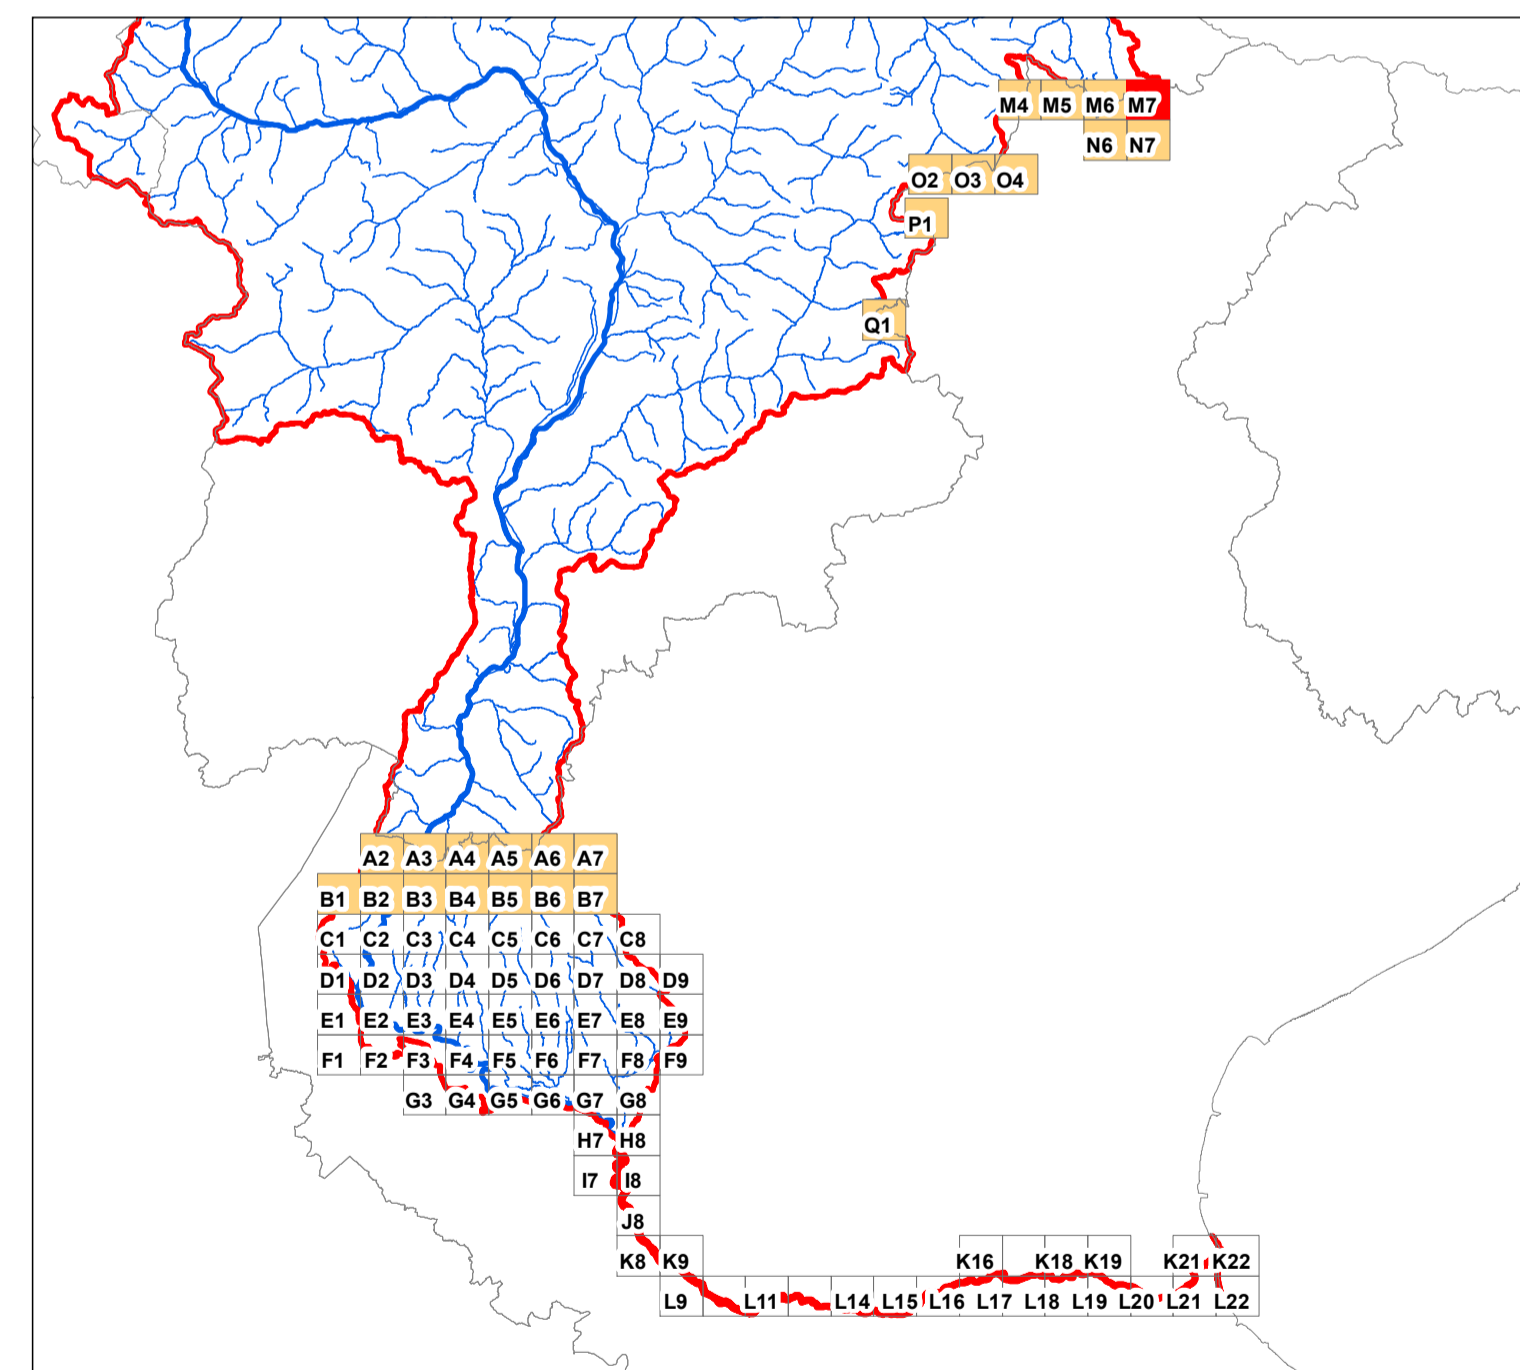 M4 M5 M6 M7
N6 N7
O2 O3 O4
P1
Q1
A2 A3 A4 A5 A6 A7
B1 B2 B3 B4 B5 B6 B7
C1 C2 C3 C4 C5 C6 C7 C8
D1 D2 D3 D4 D5 D6 D7 D8 D9
E1 E2 E3 E4 E5 E6 E7 E8 E9
F1 F2 F3 F4 F5 F6 F7 F8 F9
G3 G4 G5 G6 G7 G8
H7 H8
I7 I8
J8
K8 K9 K16 K18 K19 K21 K22
L9 L11 L14 L15 L16 L17 L18 L19 L20 L21 L22